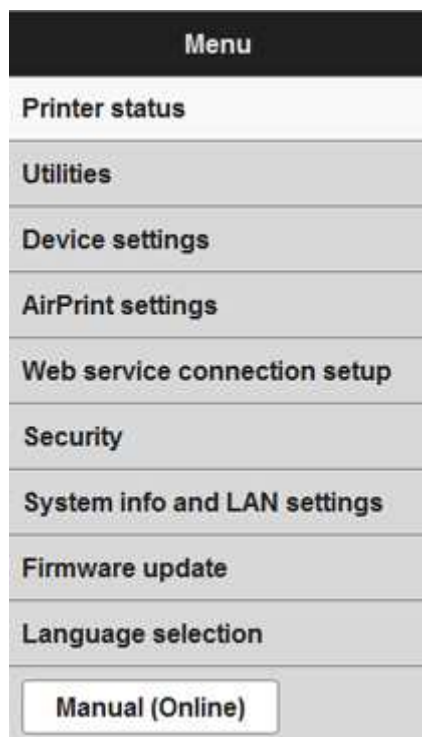 Menu
Printer status
Utilities
Device settings
AirPrint settings
Web service connection setup
Security
System info and LAN settings
Firmware update
Language selection
Manual (Online)